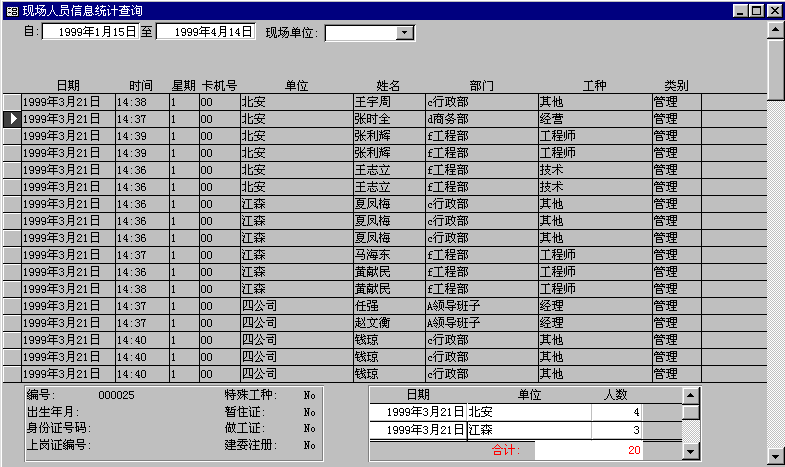 现场人员信息统计查询
自: 1999年1月15日 至 1999年4月14日 现场单位:
日期 时间 星期 卡机号 单位 姓名 部门 工种 类别
1999年3月21日 14:38 1 00 北安 王宇周 c行政部 其他 管理
1999年3月21日 14:37 1 00 北安 张时全 d商务部 经营 管理
1999年3月21日 14:39 1 00 北安 张利辉 f工程部 工程师 管理
1999年3月21日 14:39 1 00 北安 张利辉 f工程部 工程师 管理
1999年3月21日 14:36 1 00 北安 王志立 f工程部 技术 管理
1999年3月21日 14:36 1 00 北安 王志立 f工程部 技术 管理
1999年3月21日 14:36 1 00 江森 夏凤梅 c行政部 其他 管理
1999年3月21日 14:36 1 00 江森 夏凤梅 c行政部 其他 管理
1999年3月21日 14:36 1 00 江森 夏凤梅 c行政部 其他 管理
1999年3月21日 14:37 1 00 江森 马海东 f工程部 工程师 管理
1999年3月21日 14:36 1 00 江森 黄献民 f工程部 工程师 管理
1999年3月21日 14:38 1 00 江森 黄献民 f工程部 工程师 管理
1999年3月21日 14:37 1 00 四公司 任强 A领导班子 经理 管理
1999年3月21日 14:37 1 00 四公司 赵文衡 A领导班子 经理 管理
1999年3月21日 14:40 1 00 四公司 钱琼 c行政部 其他 管理
1999年3月21日 14:40 1 00 四公司 钱琼 c行政部 其他 管理
1999年3月21日 14:40 1 00 四公司 钱琼 c行政部 其他 管理
编号: 000025 特殊工种: No
出生年月: 暂住证: No
身份证号码: 做工证: No
上岗证编号: 建委注册: No
日期 单位 人数
1999年3月21日 北安 4
1999年3月21日 江森 3
合计: 20